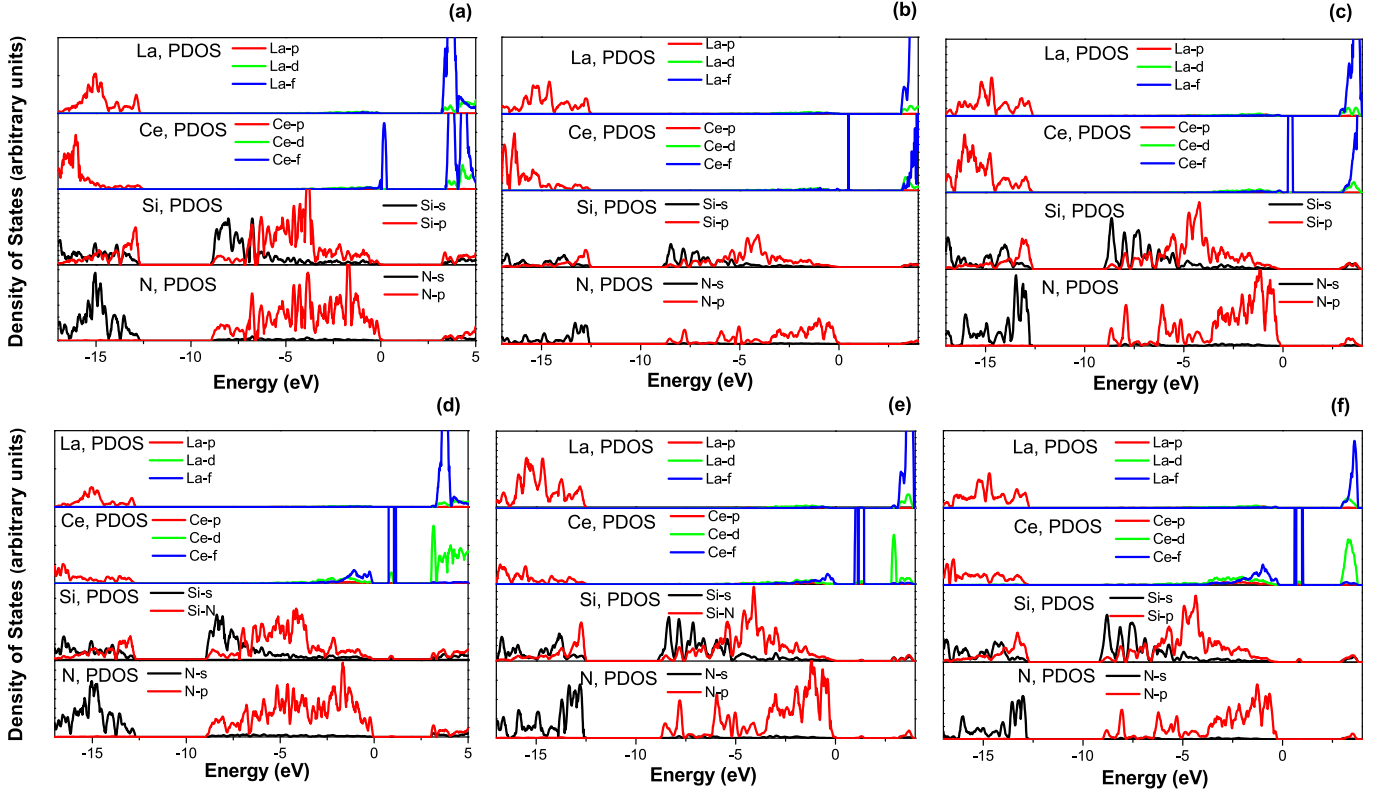 (a)
La, PDOS
La-p
La-d
La-f
Ce, PDOS
Ce-p
Ce-d
Ce-f
Si, PDOS
Si-s
Si-p
N, PDOS
N-s
N-p
-15
-10
-5
0
5
Energy (eV)
Density of States (arbitrary units)
(b)
La, PDOS
La-p
La-d
La-f
Ce, PDOS
Ce-p
Ce-d
Ce-f
Si, PDOS
Si-s
Si-p
N, PDOS
N-s
N-p
-15
-10
-5
0
Energy (eV)
(c)
La, PDOS
La-p
La-d
La-f
Ce, PDOS
Ce-p
Ce-d
Ce-f
Si, PDOS
Si-s
Si-p
N, PDOS
N-s
N-p
-15
-10
-5
0
Energy (eV)
(d)
La, PDOS
La-p
La-d
La-f
Ce, PDOS
Ce-p
Ce-d
Ce-f
Si, PDOS
Si-s
Si-N
N, PDOS
N-s
N-p
-15
-10
-5
0
5
Energy (eV)
Density of States (arbitrary units)
(e)
La, PDOS
La-p
La-d
La-f
Ce, PDOS
Ce-p
Ce-d
Ce-f
Si, PDOS
Si-s
Si-N
N, PDOS
N-s
N-p
-15
-10
-5
0
Energy (eV)
(f)
La, PDOS
La-p
La-d
La-f
Ce, PDOS
Ce-p
Ce-d
Ce-f
Si, PDOS
Si-s
Si-p
N, PDOS
N-s
N-p
-15
-10
-5
0
Energy (eV)